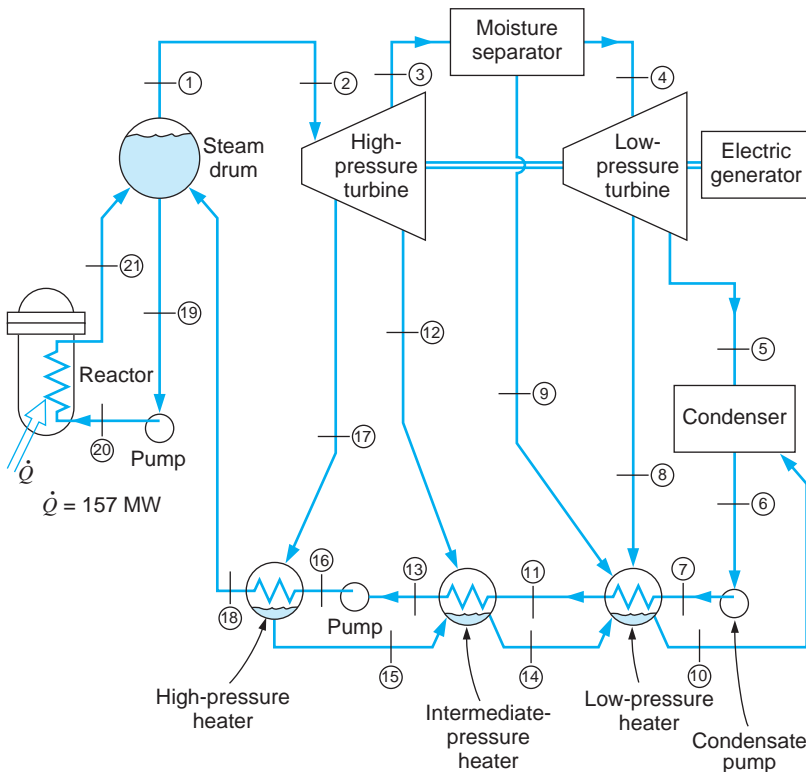 Moisture
separator
1
2
3
4
Steam
drum
High-
pressure
turbine
Low-
pressure
turbine
Electric
generator
21
19
12
5
Reactor
9
Condenser
20
Pump
17
8
6
Q̇
Q̇ = 157 MW
16
13
11
7
18
Pump
15
14
10
High-pressure
heater
Intermediate-
pressure heater
Low-pressure
heater
Condensate
pump